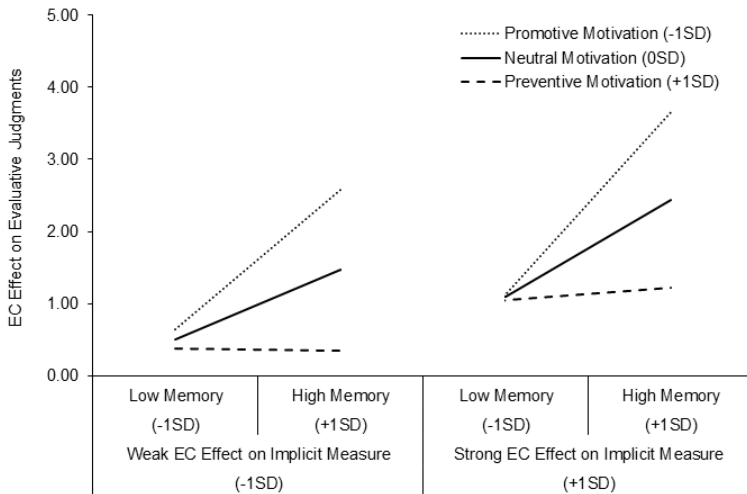 5.00
4.00
3.00
2.00
1.00
0.00
EC Effect on Evaluative Judgments
Promotive Motivation (-1SD)
Neutral Motivation (0SD)
Preventive Motivation (+1SD)
Low Memory
(-1SD)
High Memory
(+1SD)
Low Memory
(-1SD)
High Memory
(+1SD)
Weak EC Effect on Implicit Measure
(-1SD)
Strong EC Effect on Implicit Measure
(+1SD)